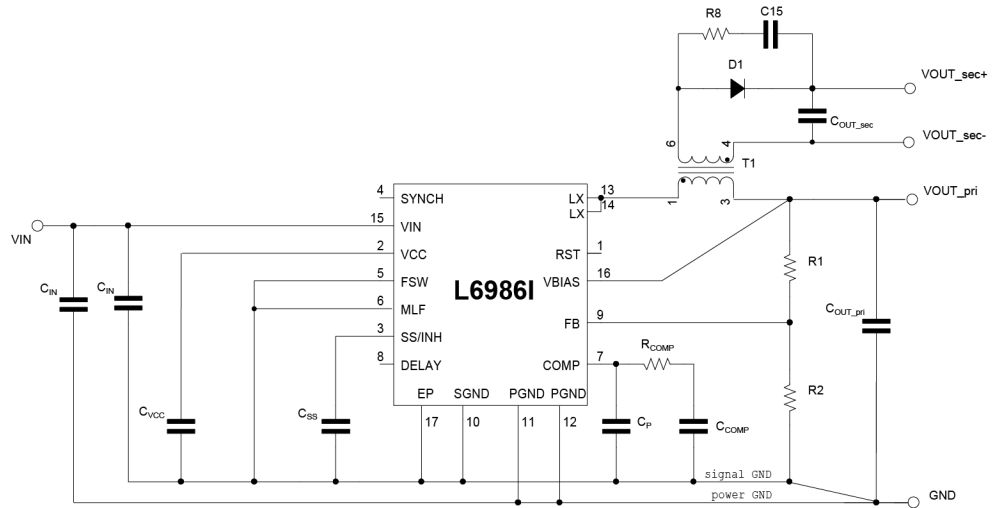 R8
C15
D1
VOUT_sec+
COUT_sec
VOUT_sec-
6
4
T1
1
3
VOUT_pri
4
SYNCH
LX
13
LX
14
VIN
15
VIN
2
VCC
RST
1
5
FSW
VBIAS
16
L6986I
CIN
CIN
6
MLF
R1
3
SS/INH
FB
9
COUT_pri
8
DELAY
COMP
7
RCOMP
EP
SGND
PGND
PGND
R2
17
10
11
12
CVCC
CSS
CP
CCOMP
signal GND
power GND
GND